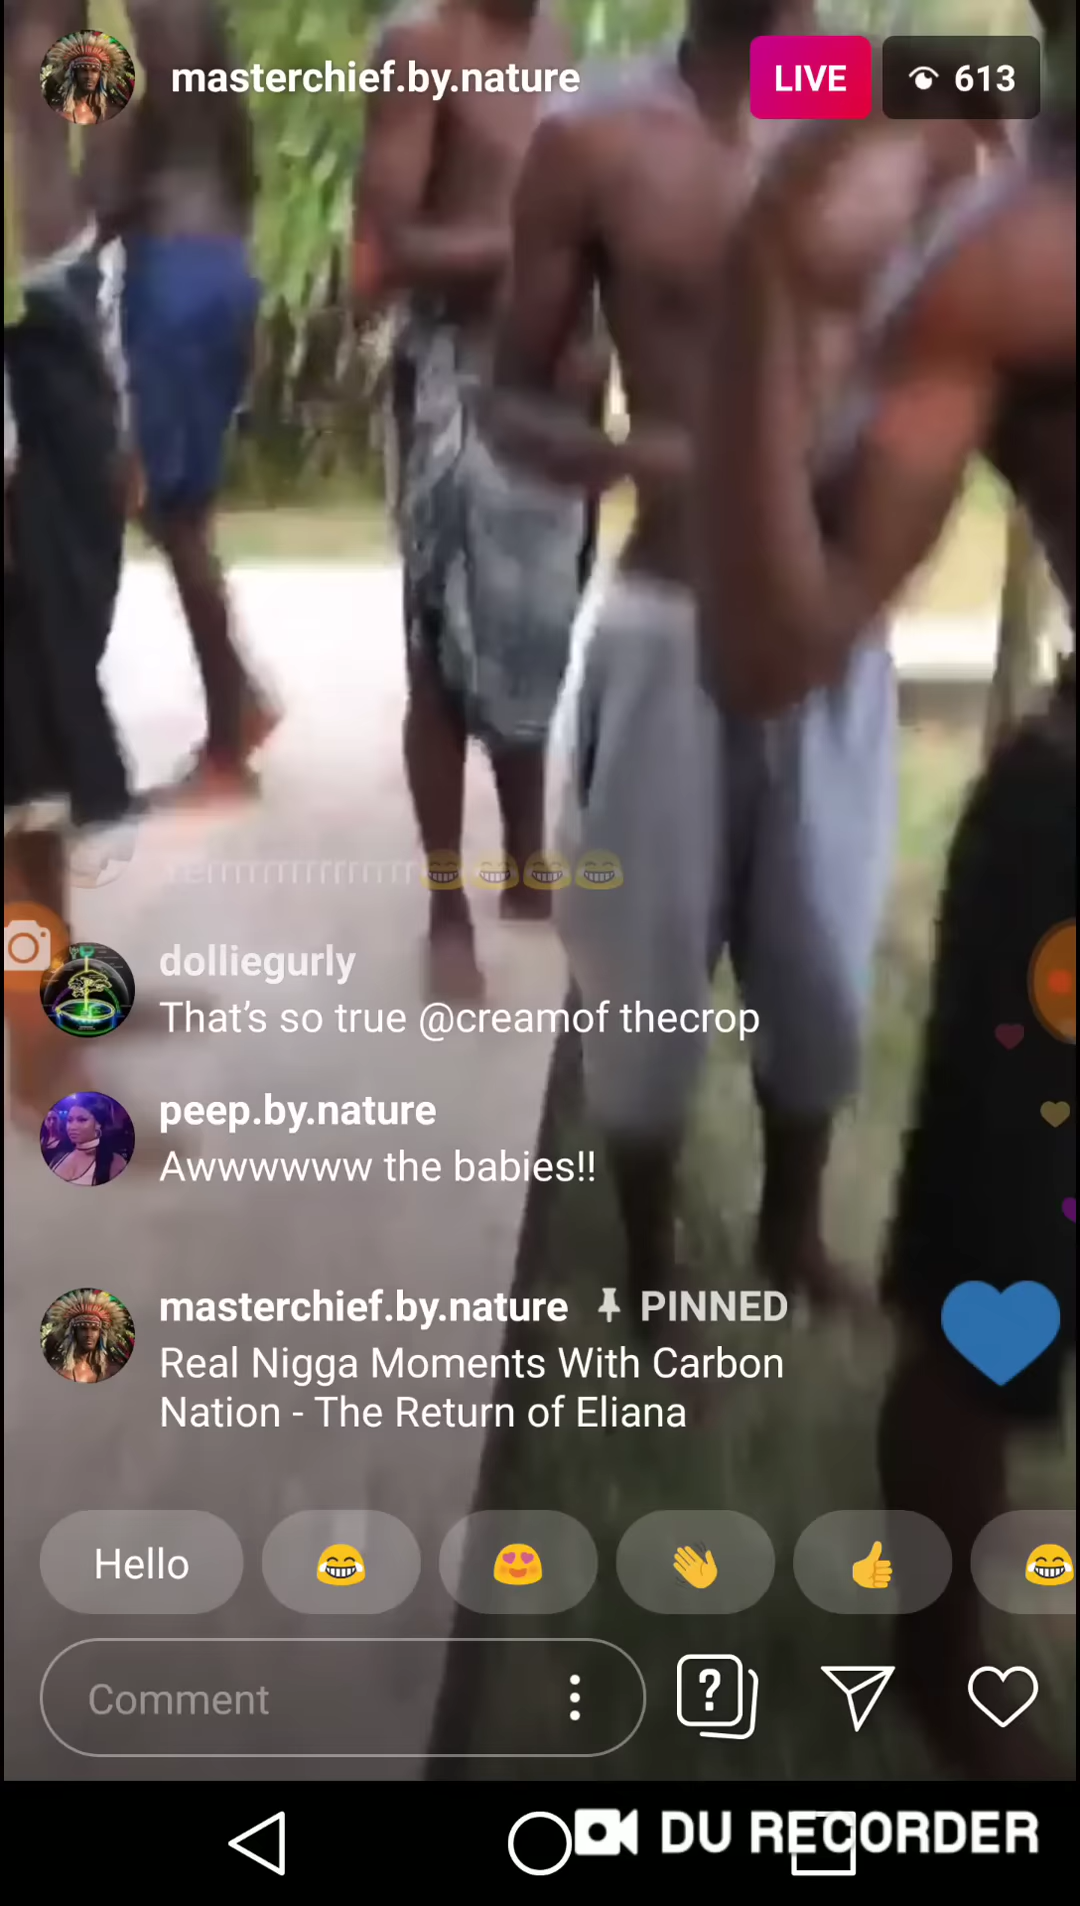 masterchief.by.nature
LIVE
613
dolliegurly
That's so true @creamof thecrop
peep.by.nature
Awwwwww the babies!!
masterchief.by.nature PINNED
Real Nigga Moments With Carbon
Nation - The Return of Eliana
Hello
Comment
DU RECORDER